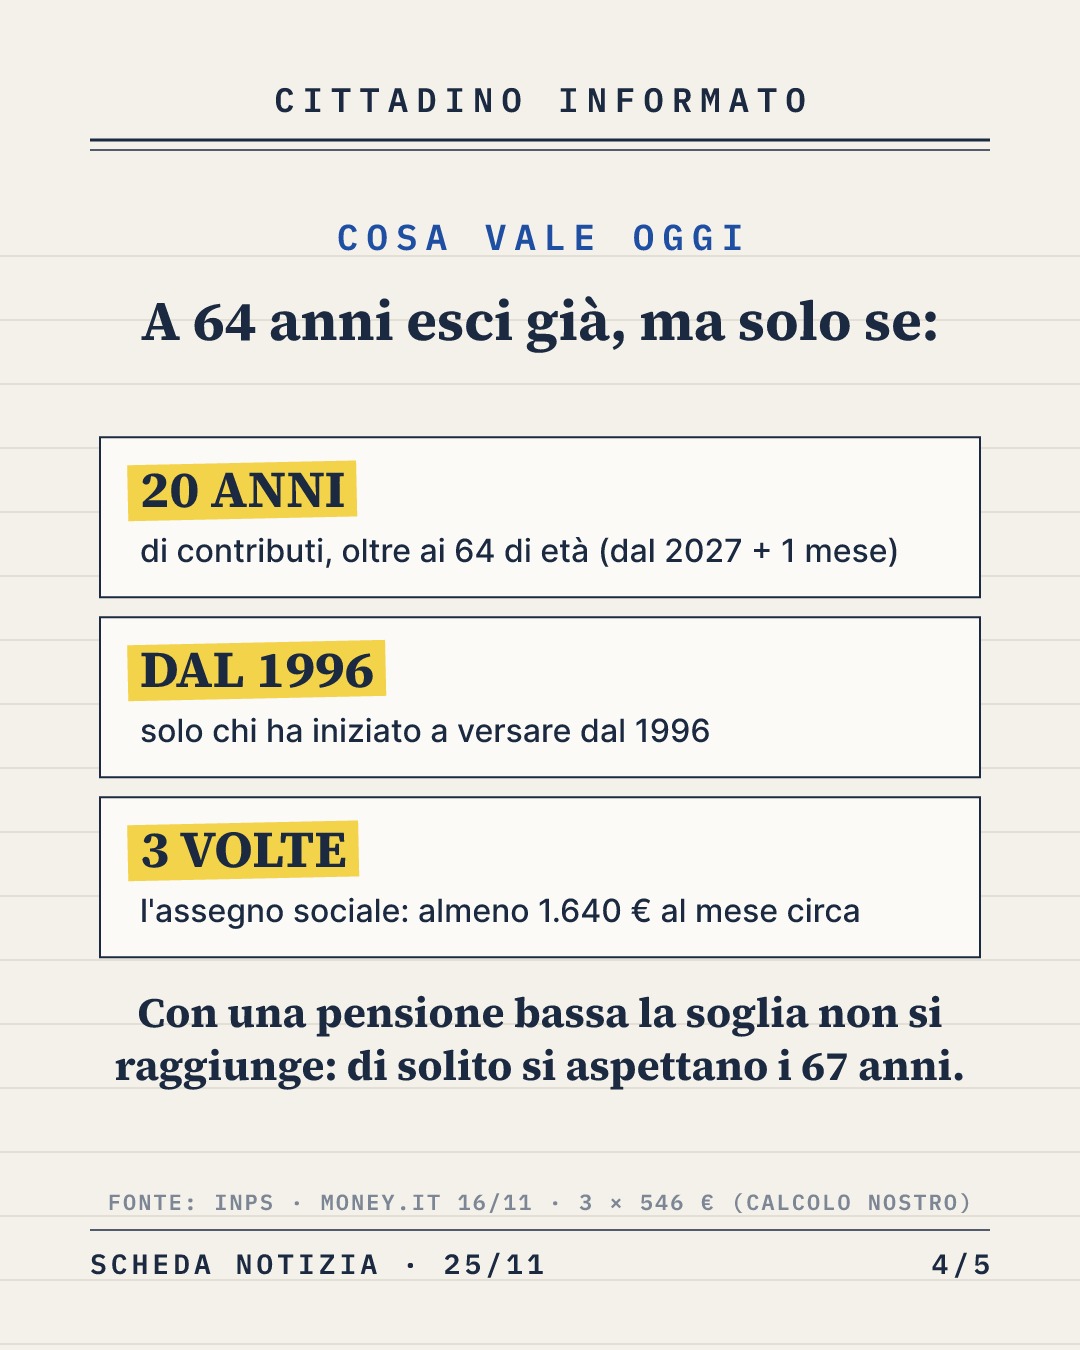 CITTADINO INFORMATO
COSA VALE OGGI
A 64 anni esci già, ma solo se:
20 ANNI
di contributi, oltre ai 64 di età (dal 2027 + 1 mese)
DAL 1996
solo chi ha iniziato a versare dal 1996
3 VOLTE
l'assegno sociale: almeno 1.640 € al mese circa
Con una pensione bassa la soglia non si
raggiunge: di solito si aspettano i 67 anni.
FONTE: INPS · MONEY.IT 16/11 · 3 × 546 € (CALCOLO NOSTRO)
SCHEDA NOTIZIA · 25/11
4/5